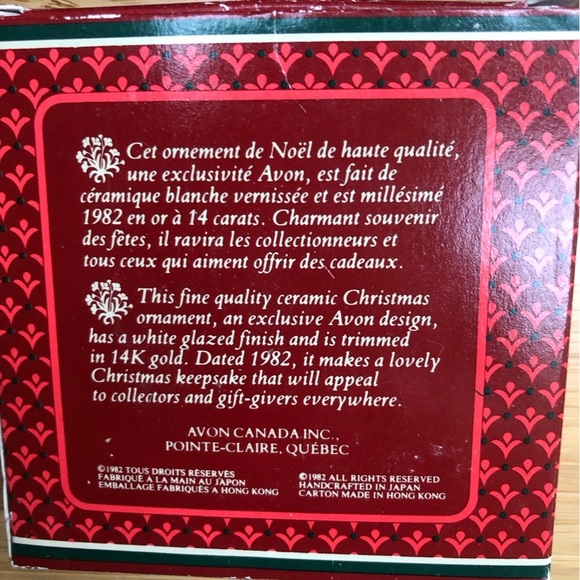 Cet ornement de Noël de haute qualité,
une exclusivité Avon, est fait de
céramique blanche vernissée et est millésimé
1982 en or à 14 carats. Charmant souvenir
des fêtes, il ravira les collectionneurs et
tous ceux qui aiment offrir des cadeaux.
This fine quality ceramic Christmas
ornament, an exclusive Avon design,
has a white glazed finish and is trimmed
in 14K gold. Dated 1982, it makes a lovely
Christmas keepsake that will appeal
to collectors and gift-givers everywhere.
AVON CANADA INC.,
POINTE-CLAIRE, QUÉBEC
©1982 TOUS DROITS RÉSERVÉS
FABRIQUÉ A LA MAIN AU JAPON
EMBALLAGE FABRIQUÉS A HONG KONG
©1982 ALL RIGHTS RESERVED
HANDCRAFTED IN JAPAN
CARTON MADE IN HONG KONG